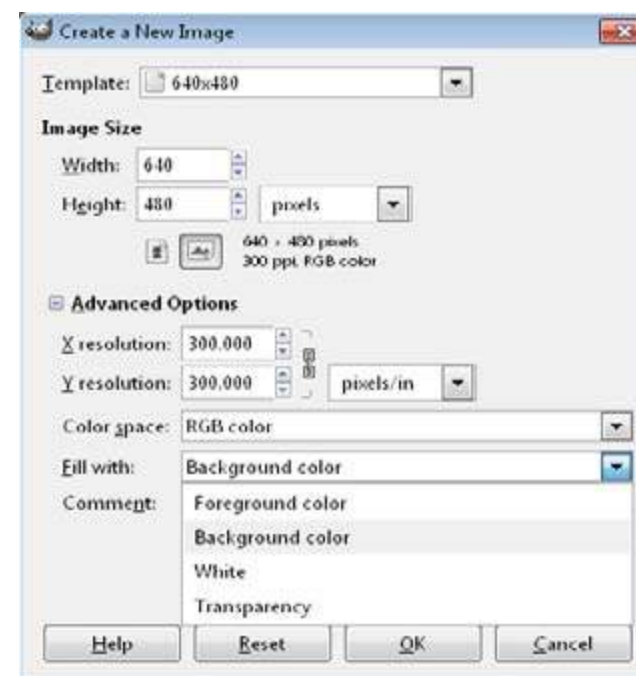 Create a New Image
Template: 640x480
Image Size
Width: 640
Height: 480 pixels
640 × 480 pixels
300 ppi, RGB color
Advanced Options
X resolution: 300.000
Y resolution: 300.000 pixels/in
Color space: RGB color
Fill with: Background color
Comment: Foreground color
Background color
White
Transparency
Help Reset OK Cancel